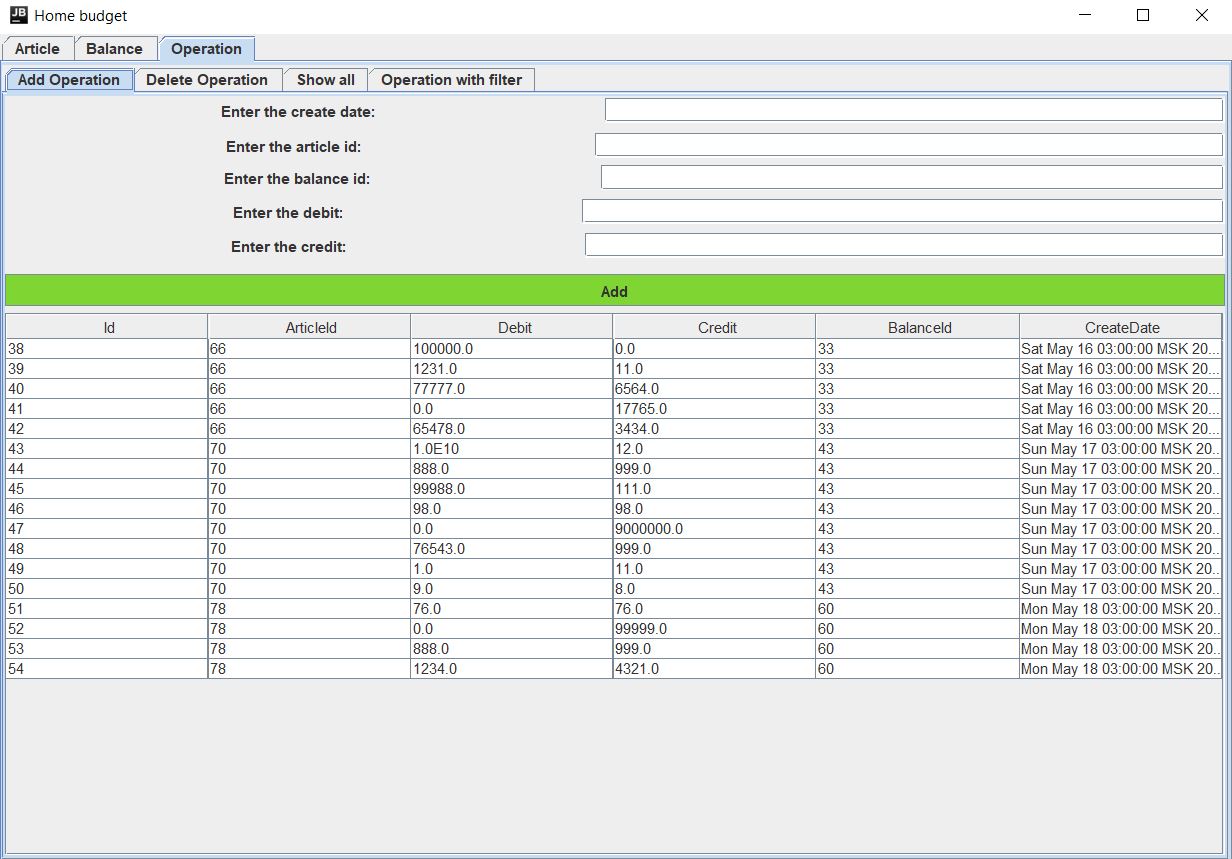 JB Home budget
Article Balance Operation
Add Operation Delete Operation Show all Operation with filter
Enter the create date:
Enter the article id:
Enter the balance id:
Enter the debit:
Enter the credit:
Add
Id ArticleId Debit Credit BalanceId CreateDate
38 66 100000.0 0.0 33 Sat May 16 03:00:00 MSK 20...
39 66 1231.0 11.0 33 Sat May 16 03:00:00 MSK 20...
40 66 77777.0 6564.0 33 Sat May 16 03:00:00 MSK 20...
41 66 0.0 17765.0 33 Sat May 16 03:00:00 MSK 20...
42 66 65478.0 3434.0 33 Sat May 16 03:00:00 MSK 20...
43 70 1.0E10 12.0 43 Sun May 17 03:00:00 MSK 20...
44 70 888.0 999.0 43 Sun May 17 03:00:00 MSK 20...
45 70 99988.0 111.0 43 Sun May 17 03:00:00 MSK 20...
46 70 98.0 98.0 43 Sun May 17 03:00:00 MSK 20...
47 70 0.0 9000000.0 43 Sun May 17 03:00:00 MSK 20...
48 70 76543.0 999.0 43 Sun May 17 03:00:00 MSK 20...
49 70 1.0 11.0 43 Sun May 17 03:00:00 MSK 20...
50 70 9.0 8.0 43 Sun May 17 03:00:00 MSK 20...
51 78 76.0 76.0 60 Mon May 18 03:00:00 MSK 20...
52 78 0.0 99999.0 60 Mon May 18 03:00:00 MSK 20...
53 78 888.0 999.0 60 Mon May 18 03:00:00 MSK 20...
54 78 1234.0 4321.0 60 Mon May 18 03:00:00 MSK 20...